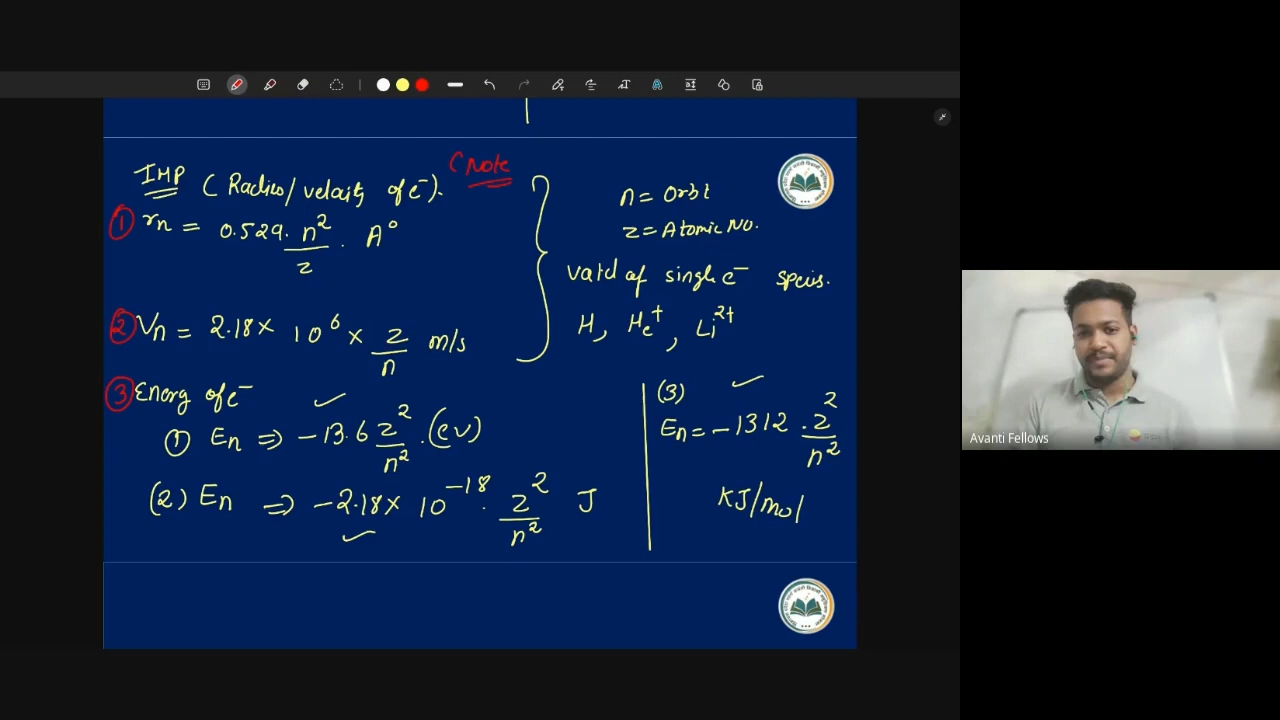 IMP (Radius/velocity of e⁻). (Note
① rn = 0.529. n²/z . A°
② Vn = 2.18 x 10⁶ x z/n m/s
n = Orbit
z = Atomic No.
valid of single e⁻ speis.
H, He⁺, Li²⁺
③ Energ of e⁻
① En ⇒ -13.6 z²/n² . (ev)
(2) En ⇒ -2.18 x 10⁻¹⁸ . z²/n² J
(3)
En = -1312 . z²/n²
KJ/mol
Avanti Fellows